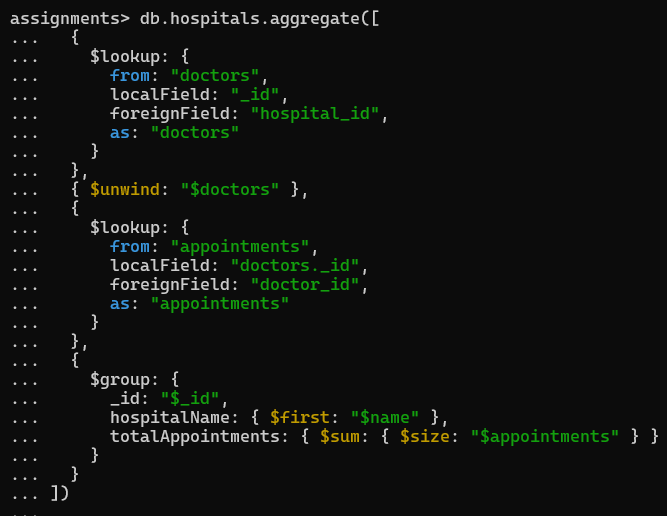 assignments> db.hospitals.aggregate([
...   {
...     $lookup: {
...       from: "doctors",
...       localField: "_id",
...       foreignField: "hospital_id",
...       as: "doctors"
...     }
...   },
...   { $unwind: "$doctors" },
...   {
...     $lookup: {
...       from: "appointments",
...       localField: "doctors._id",
...       foreignField: "doctor_id",
...       as: "appointments"
...     }
...   },
...   {
...     $group: {
...       _id: "$_id",
...       hospitalName: { $first: "$name" },
...       totalAppointments: { $sum: { $size: "$appointments" } }
...     }
...   }
... ])
...